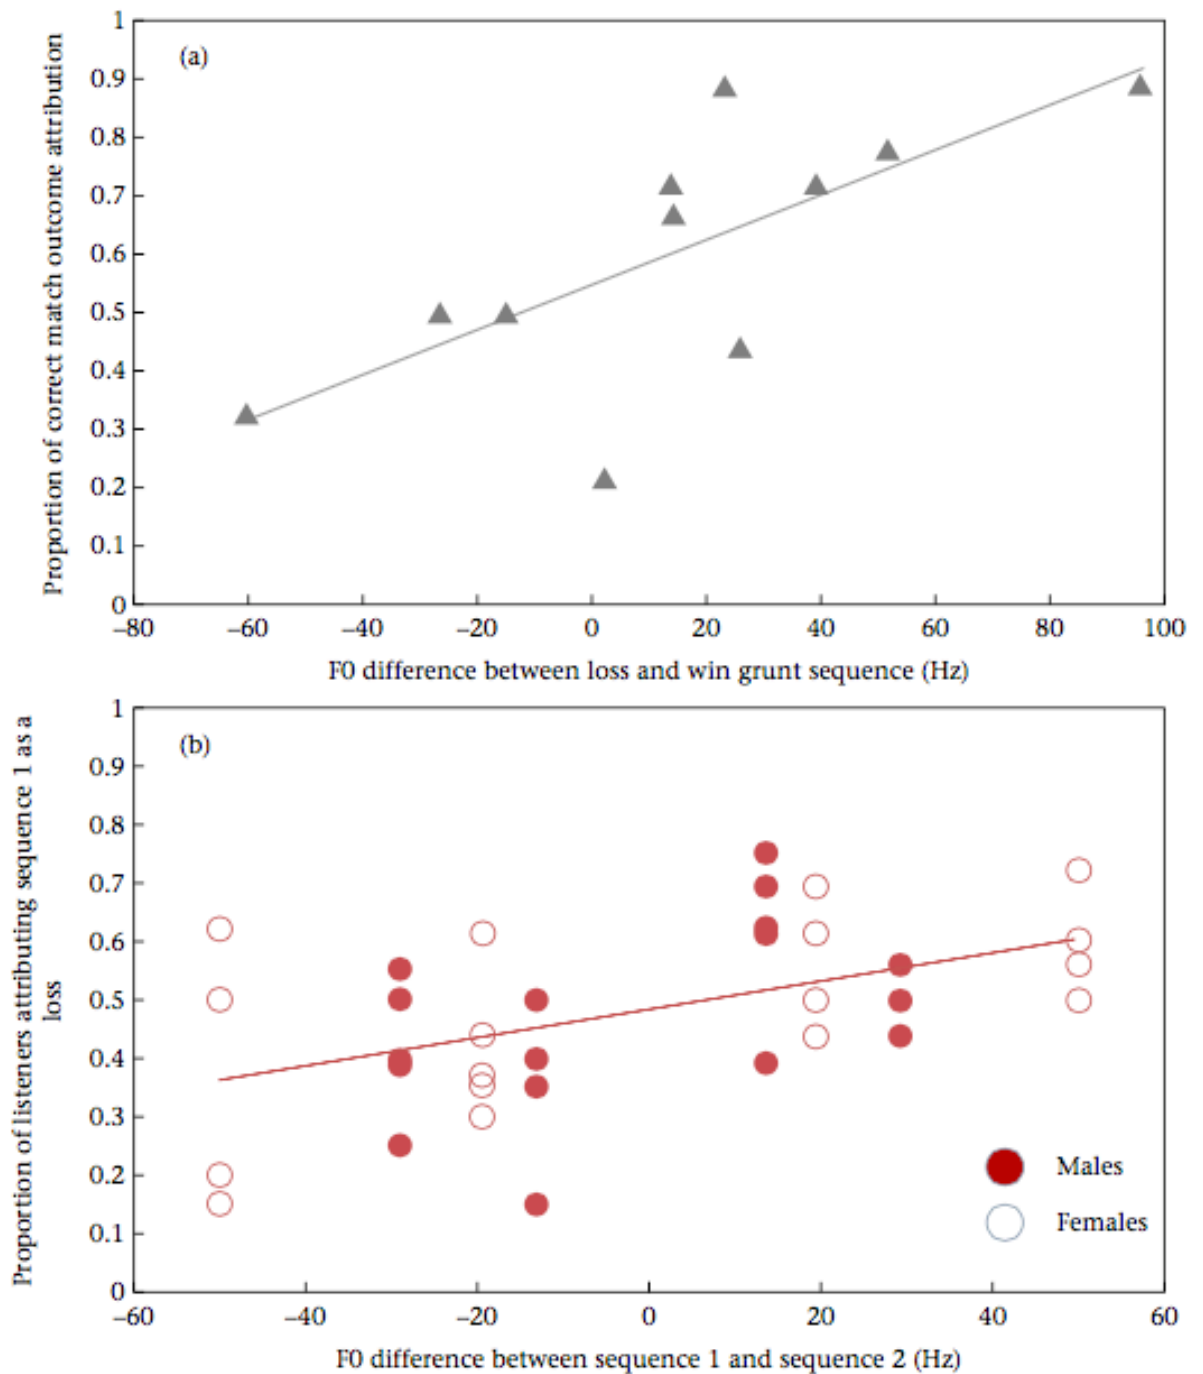 (a)
Proportion of correct match outcome attribution
1
0.9
0.8
0.7
0.6
0.5
0.4
0.3
0.2
0.1
0
–80 –60 –40 –20 0 20 40 60 80 100
F0 difference between loss and win grunt sequence (Hz)
(b)
Proportion of listeners attributing sequence 1 as a
loss
1
0.9
0.8
0.7
0.6
0.5
0.4
0.3
0.2
0.1
0
Males
Females
–60 –40 –20 0 20 40 60
F0 difference between sequence 1 and sequence 2 (Hz)